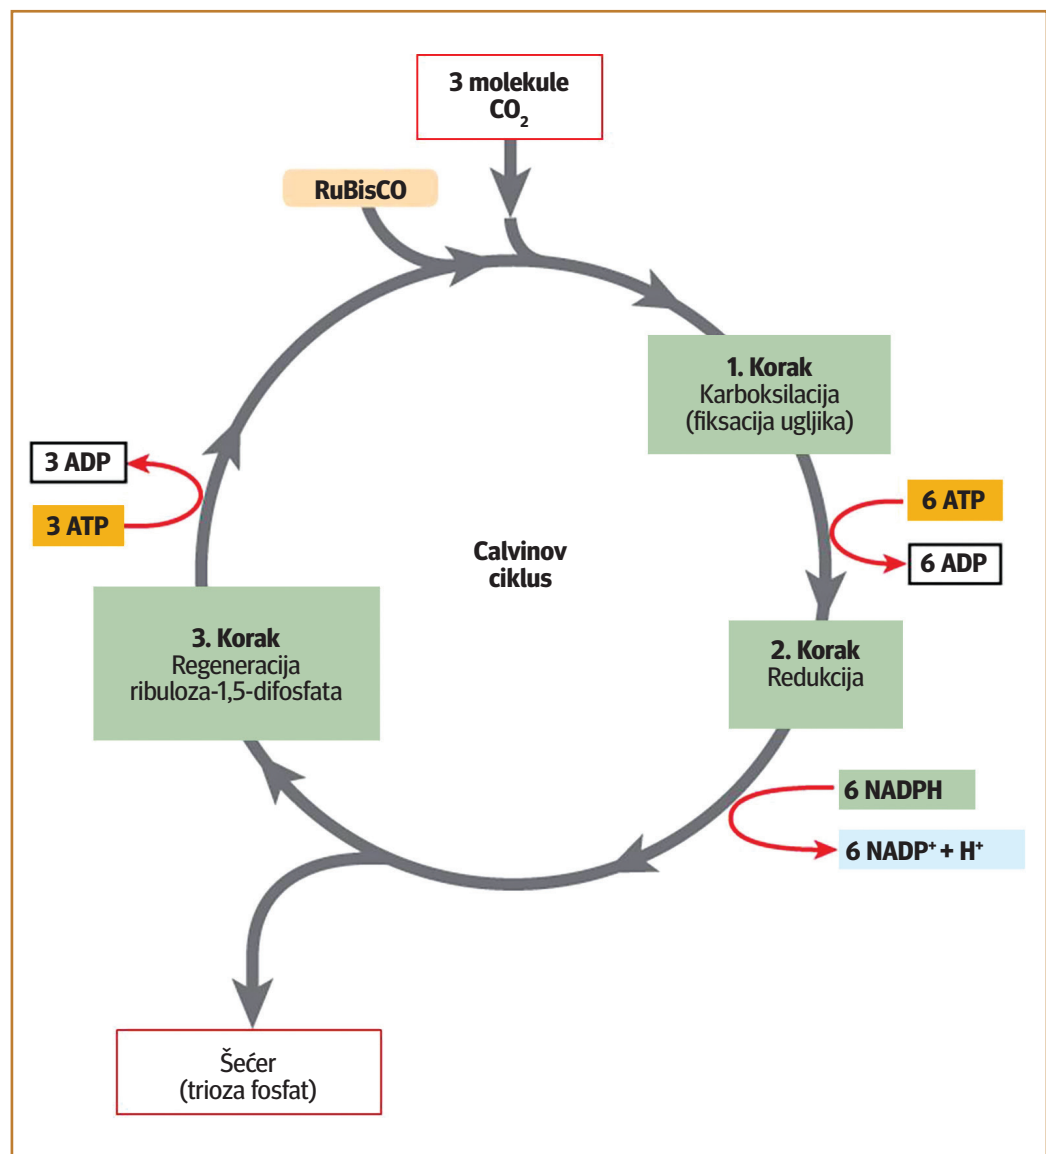 3 molekule
CO₂
RuBisCO
1. Korak
Karboksilacija
(fiksacija ugljika)
3 ADP
3 ATP
6 ATP
6 ADP
Calvinov
ciklus
3. Korak
Regeneracija
ribuloza-1,5-difosfata
2. Korak
Redukcija
6 NADPH
6 NADP⁺ + H⁺
Šećer
(trioza fosfat)